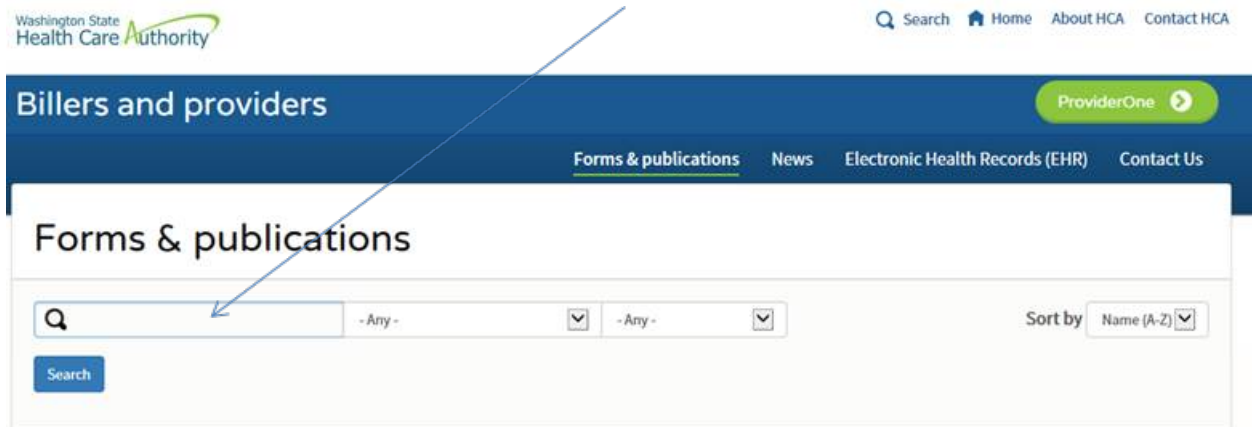 Washington State
Health Care Authority
Search Home About HCA Contact HCA
Billers and providers
ProviderOne
Forms & publications News Electronic Health Records (EHR) Contact Us
Forms & publications
- Any - - Any - Sort by Name (A-Z)
Search